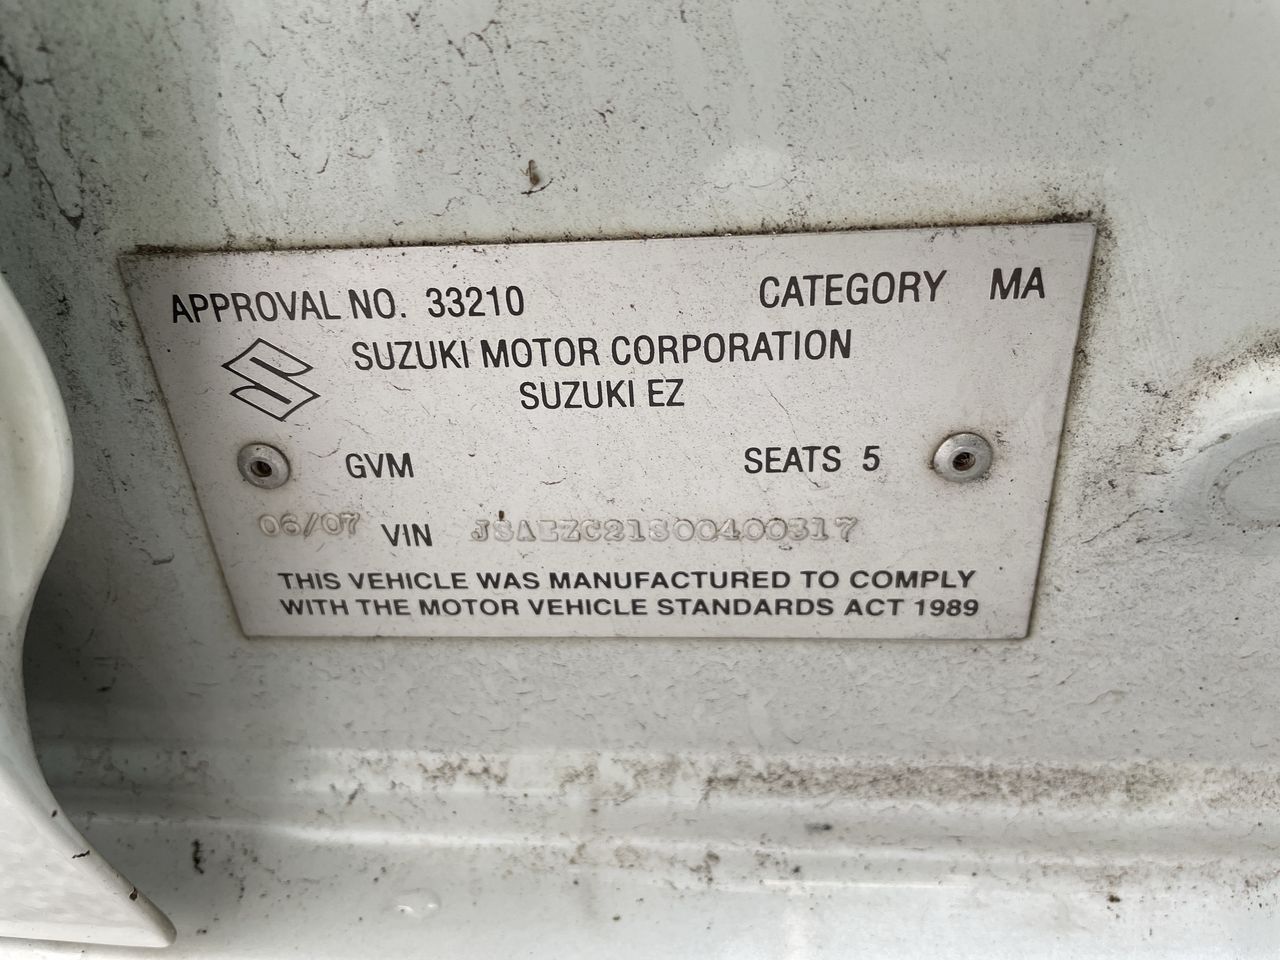 APPROVAL NO. 33210 CATEGORY MA
SUZUKI MOTOR CORPORATION
SUZUKI EZ
GVM SEATS 5
06/07 VIN JSAEZC21S00400317
THIS VEHICLE WAS MANUFACTURED TO COMPLY
WITH THE MOTOR VEHICLE STANDARDS ACT 1989